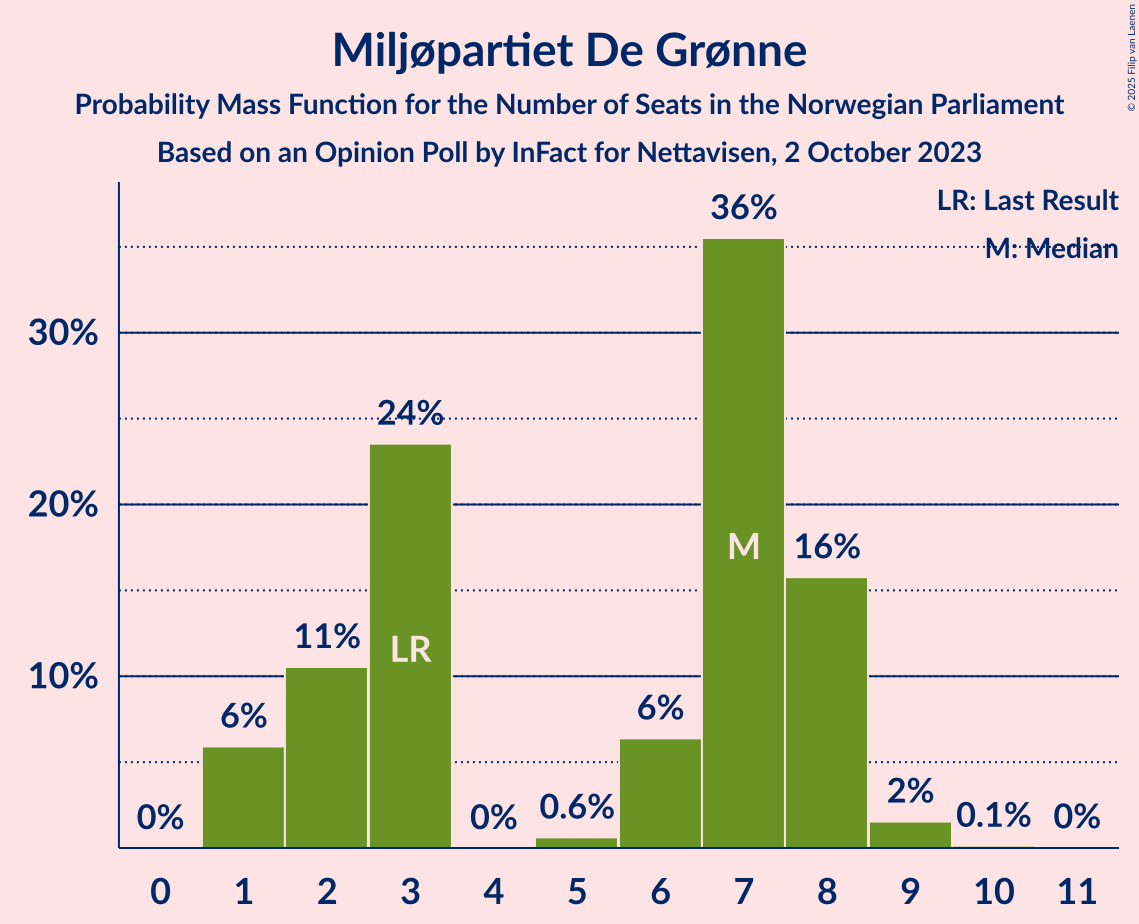 Miljøpartiet De Grønne
Probability Mass Function for the Number of Seats in the Norwegian Parliament
Based on an Opinion Poll by InFact for Nettavisen, 2 October 2023
© 2025 Filip van Laenen
LR: Last Result
M: Median
30%
20%
10%
0%
6%
11%
24%
LR
0%
0.6%
6%
36%
M
16%
2%
0.1%
0%
0 1 2 3 4 5 6 7 8 9 10 11